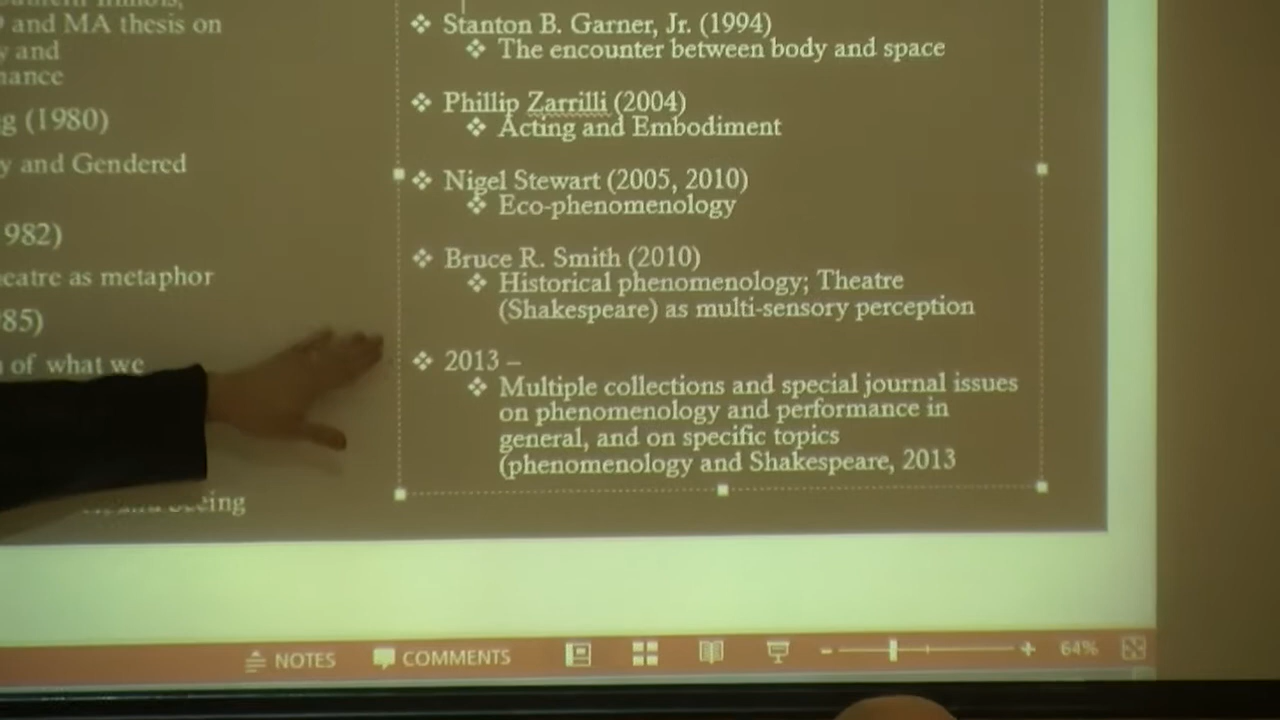 and MA thesis on
and
g (1980)
y and Gendered
982)
eatre as metaphor
85)
of what we
eing
❖ Stanton B. Garner, Jr. (1994)
❖ The encounter between body and space
❖ Phillip Zarrilli (2004)
❖ Acting and Embodiment
❖ Nigel Stewart (2005, 2010)
❖ Eco-phenomenology
❖ Bruce R. Smith (2010)
❖ Historical phenomenology; Theatre
(Shakespeare) as multi-sensory perception
❖ 2013 –
❖ Multiple collections and special journal issues
on phenomenology and performance in
general, and on specific topics
(phenomenology and Shakespeare, 2013
NOTES
COMMENTS
64%